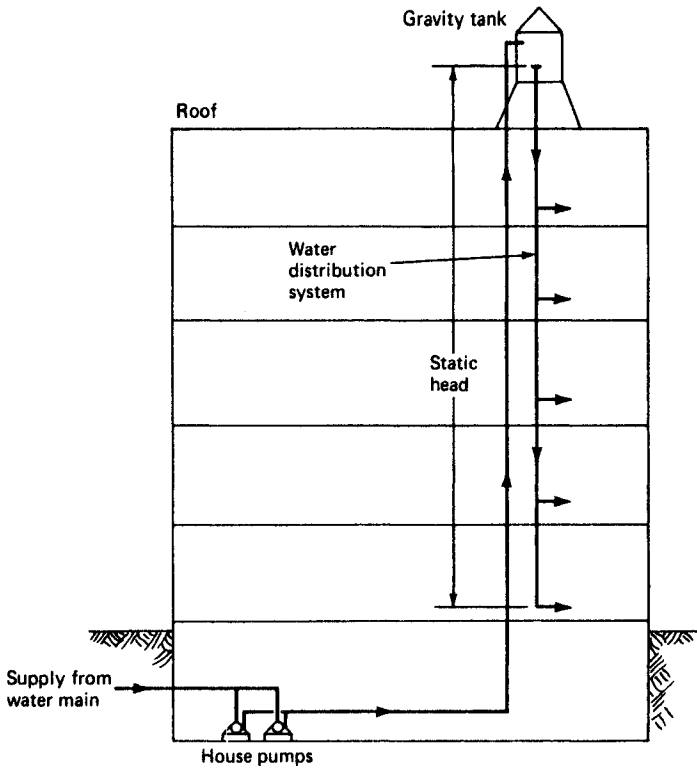 Gravity tank
Roof
Water
distribution
system
Static
head
Supply from
water main
House pumps